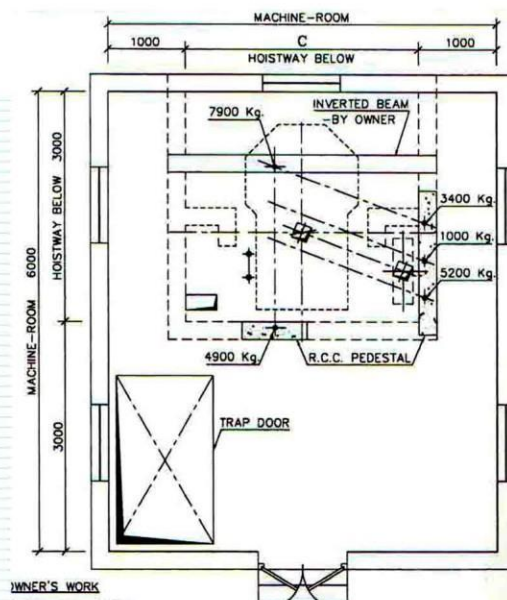 MACHINE-ROOM
1000
C
1000
HOISTWAY BELOW
7900 Kg.
INVERTED BEAM
-BY OWNER
3400 Kg.
1000 Kg.
5200 Kg.
MACHINE-ROOM 6000
HOISTWAY BELOW 3000
4900 Kg.
R.C.C. PEDESTAL
3000
TRAP DOOR
OWNER'S WORK